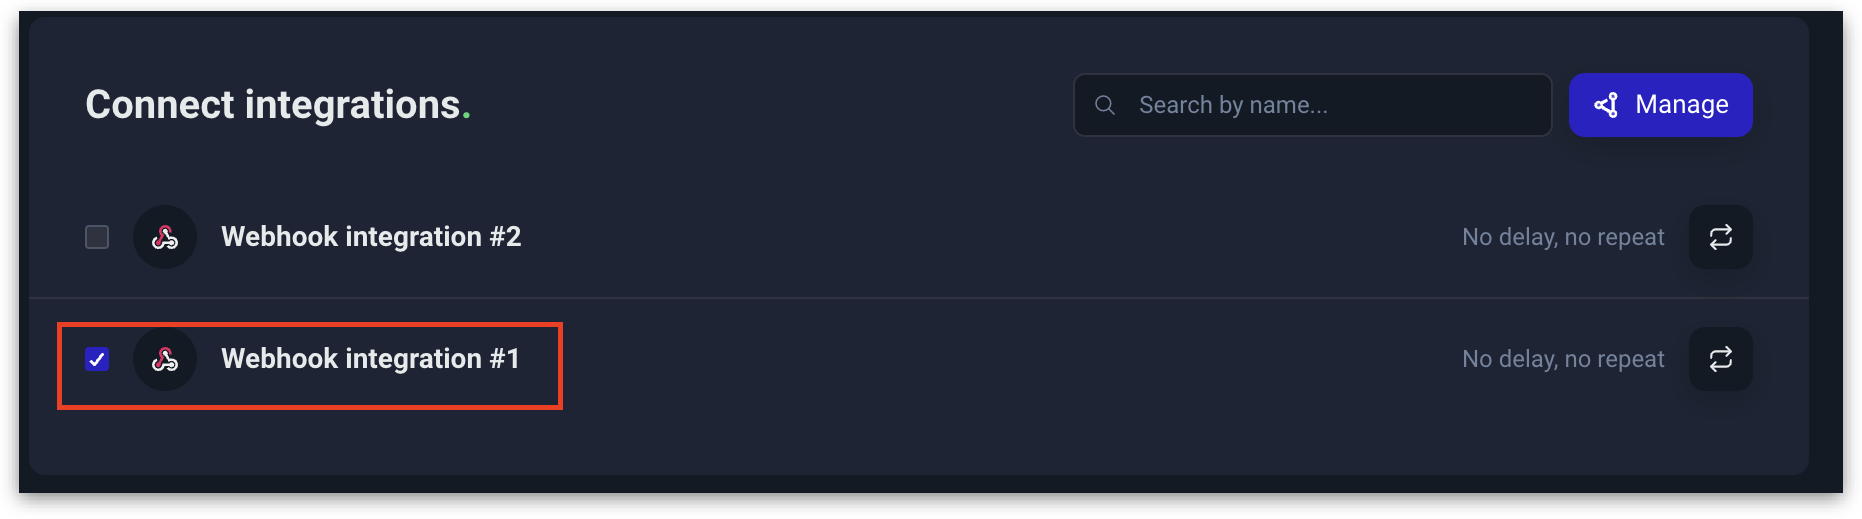 Connect integrations.
Search by name...
Manage
Webhook integration #2
No delay, no repeat
Webhook integration #1
No delay, no repeat